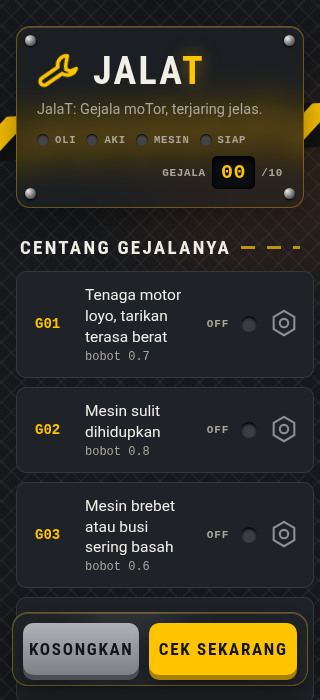 JALAT
JalaT: Gejala moTor, terjaring jelas.
OLI AKI MESIN SIAP
GEJALA 00 /10
CENTANG GEJALANYA
Tenaga motor
G01 loyo, tarikan OFF
terasa berat
bobot 0.7
Mesin sulit
G02 dihidupkan OFF
bobot 0.8
Mesin brebet
G03 atau busi OFF
sering basah
bobot 0.6
KOSONGKAN CEK SEKARANG